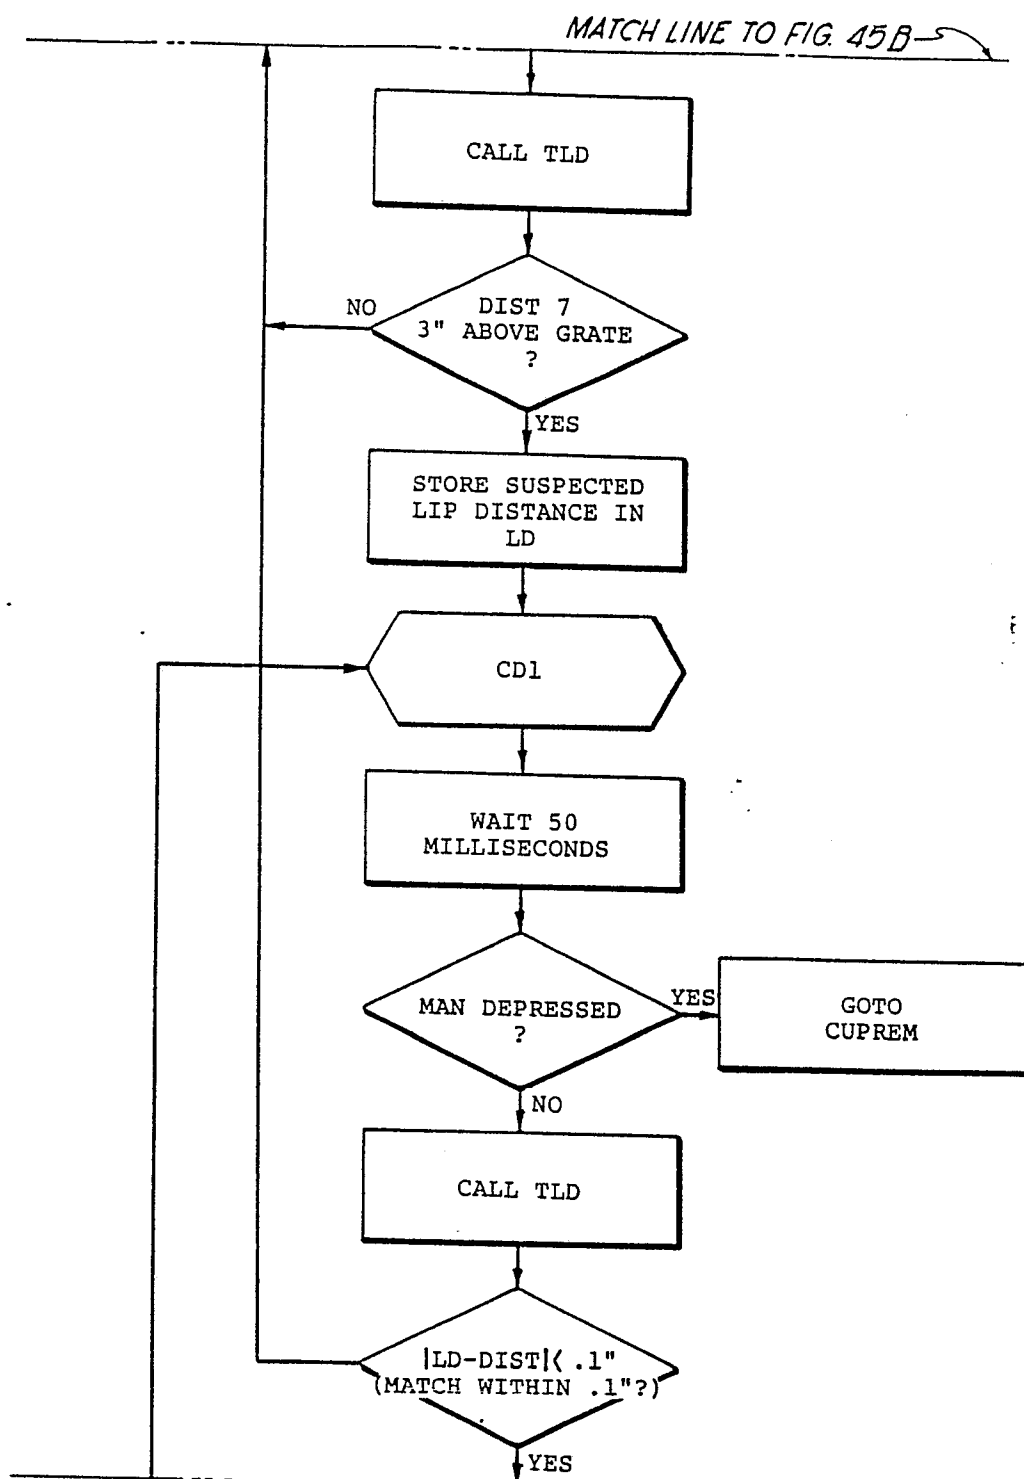 MATCH LINE TO FIG. 45B
CALL TLD
NO
DIST 7
3" ABOVE GRATE
?
YES
STORE SUSPECTED
LIP DISTANCE IN
LD
CD1
WAIT 50
MILLISECONDS
MAN DEPRESSED
?
YES
GOTO
CUPREM
NO
CALL TLD
|LD-DIST|< .1"
(MATCH WITHIN .1"?)
YES